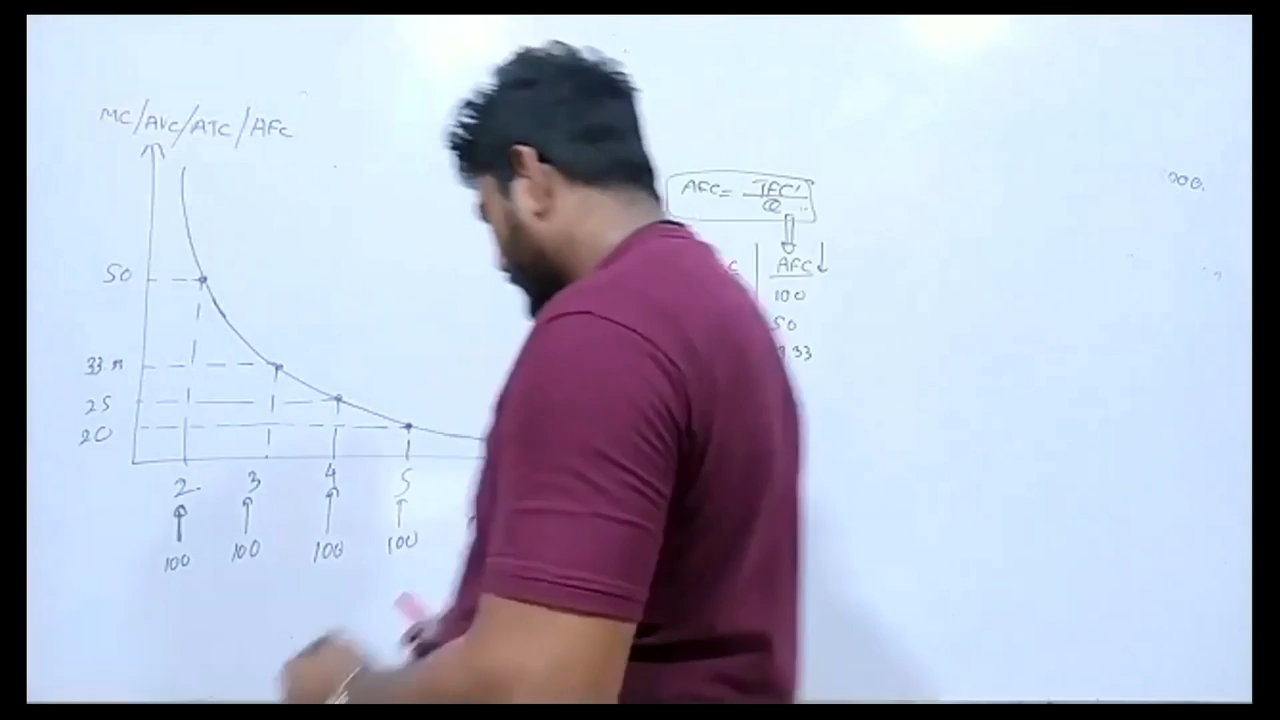 MC/AVC/ATC/AFC
50
33.33
25
20
2 3 4 5
100 100 100 100
AFC = TFC
Q
AFC↓
100
50
33
000.